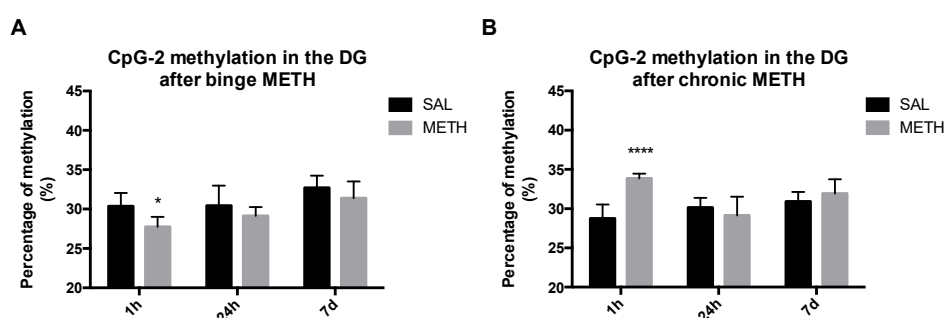 A
CpG-2 methylation in the DG
after binge METH
Percentage of methylation
(%)
45
40
35
30
25
20
*
1h
24h
7d
SAL
METH
B
CpG-2 methylation in the DG
after chronic METH
Percentage of methylation
(%)
45
40
35
30
25
20
****
1h
24h
7d
SAL
METH